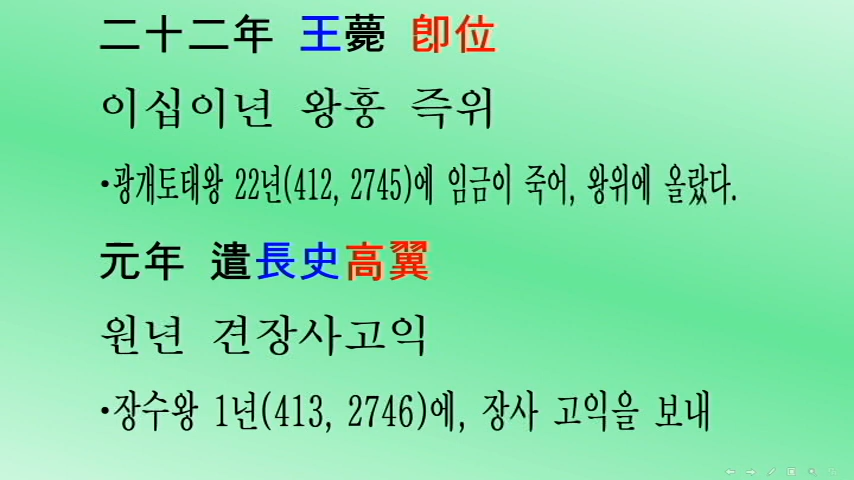 二十二年 王薨 卽位
이십이년 왕훙 즉위
•광개토태왕 22년(412, 2745)에 임금이 죽어, 왕위에 올랐다.
元年 遣長史高翼
원년 견장사고익
•장수왕 1년(413, 2746)에, 장사 고익을 보내